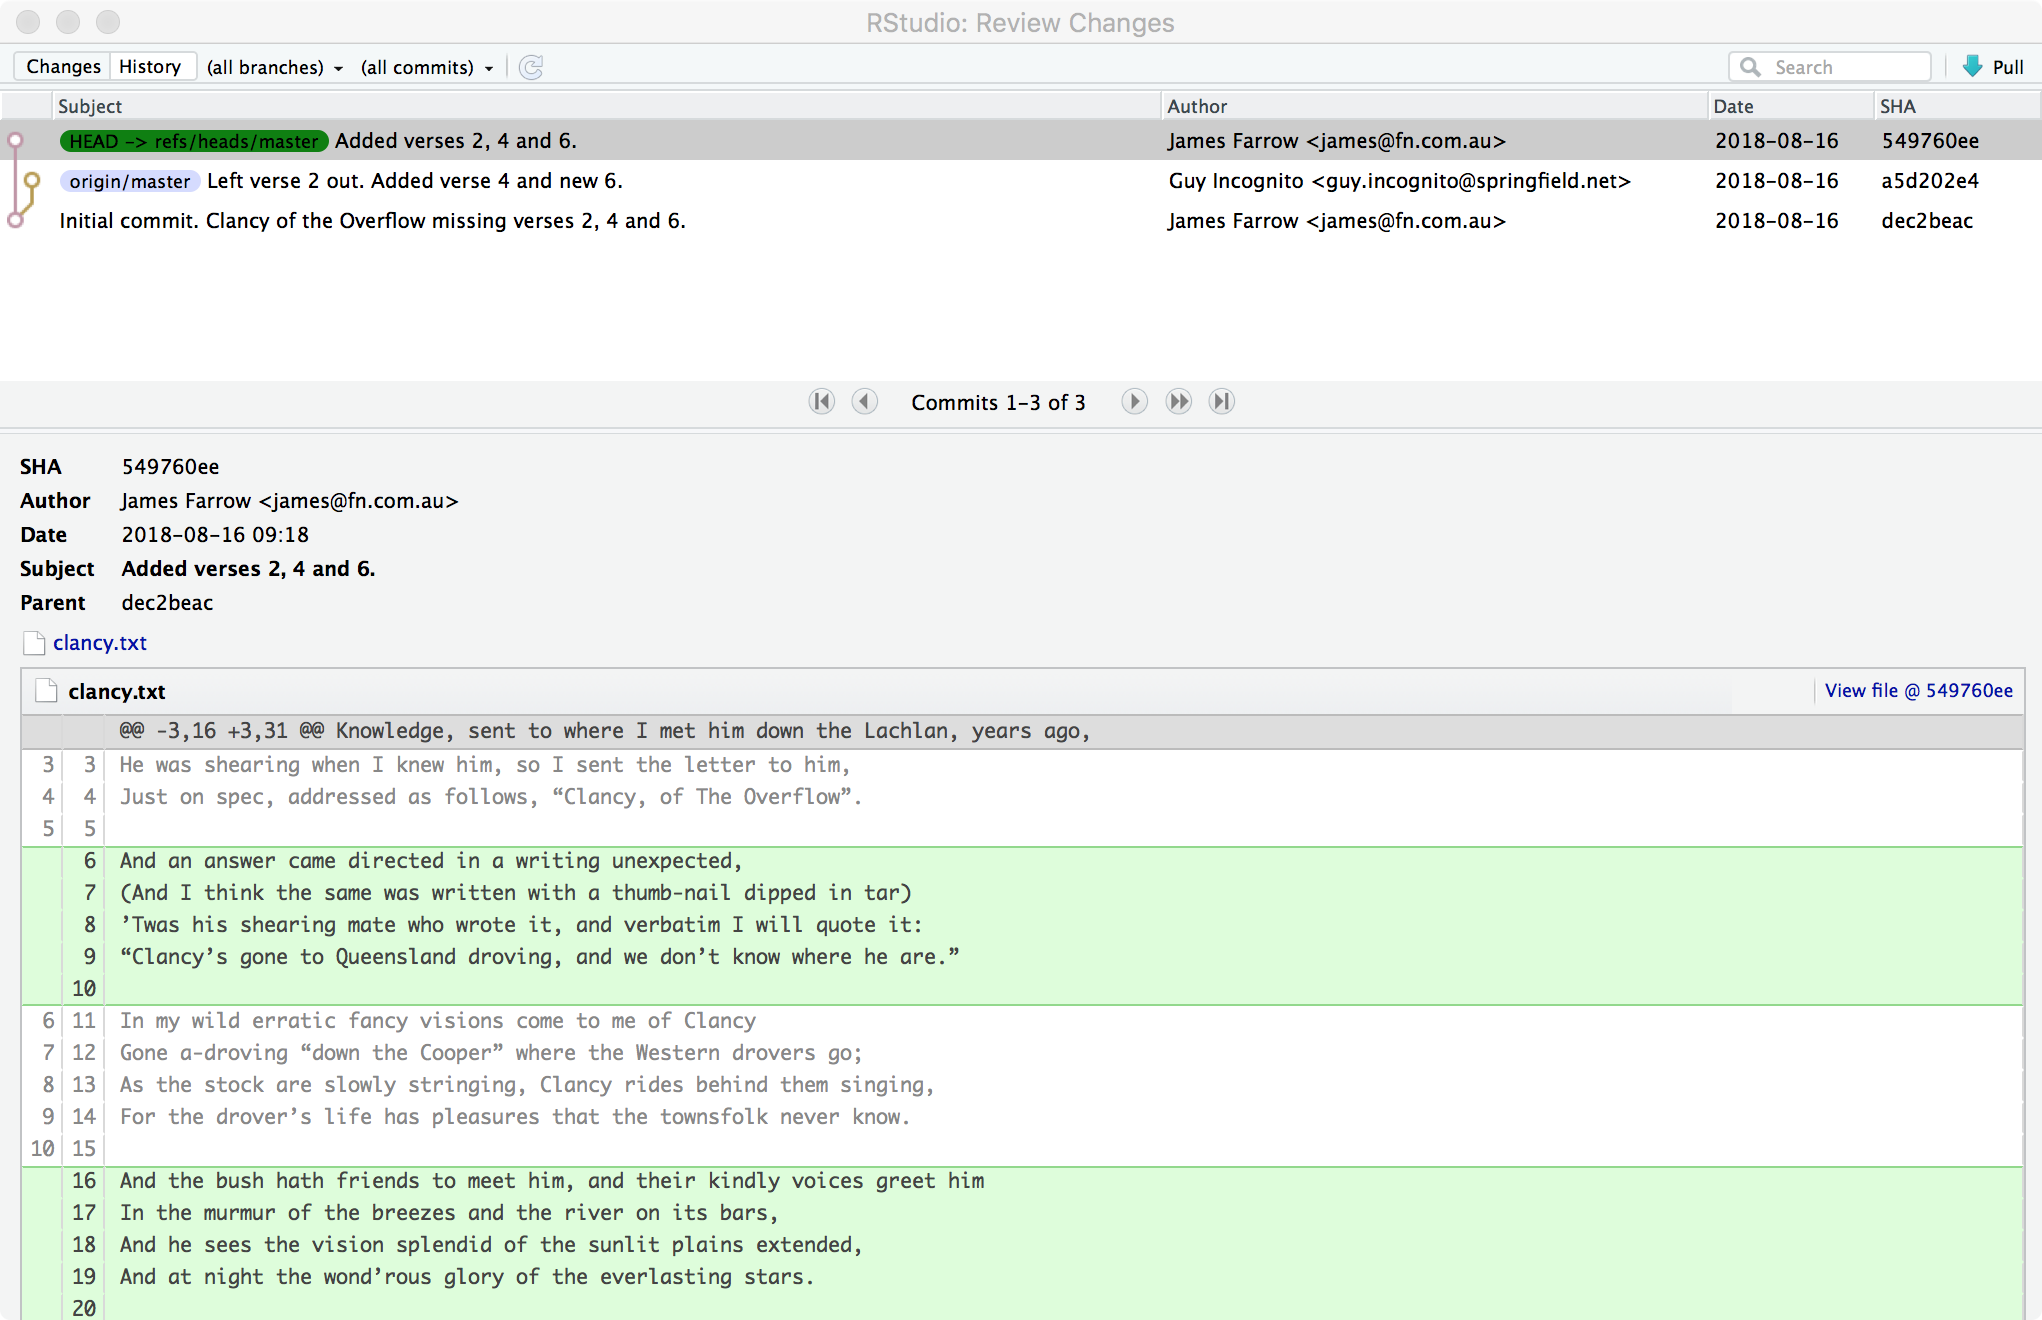 RStudio: Review Changes
Changes History (all branches) (all commits) Search Pull
Subject Author Date SHA
HEAD -> refs/heads/master Added verses 2, 4 and 6. James Farrow <james@fn.com.au> 2018-08-16 549760ee
origin/master Left verse 2 out. Added verse 4 and new 6. Guy Incognito <guy.incognito@springfield.net> 2018-08-16 a5d202e4
Initial commit. Clancy of the Overflow missing verses 2, 4 and 6. James Farrow <james@fn.com.au> 2018-08-16 dec2beac
Commits 1-3 of 3
SHA 549760ee
Author James Farrow <james@fn.com.au>
Date 2018-08-16 09:18
Subject Added verses 2, 4 and 6.
Parent dec2beac
clancy.txt
clancy.txt View file @ 549760ee
@@ -3,16 +3,31 @@ Knowledge, sent to where I met him down the Lachlan, years ago,
3 3 He was shearing when I knew him, so I sent the letter to him,
4 4 Just on spec, addressed as follows, “Clancy, of The Overflow”.
5 5
6 And an answer came directed in a writing unexpected,
7 (And I think the same was written with a thumb-nail dipped in tar)
8 ’Twas his shearing mate who wrote it, and verbatim I will quote it:
9 “Clancy’s gone to Queensland droving, and we don’t know where he are.”
10
6 11 In my wild erratic fancy visions come to me of Clancy
7 12 Gone a-droving “down the Cooper” where the Western drovers go;
8 13 As the stock are slowly stringing, Clancy rides behind them singing,
9 14 For the drover’s life has pleasures that the townsfolk never know.
10 15
16 And the bush hath friends to meet him, and their kindly voices greet him
17 In the murmur of the breezes and the river on its bars,
18 And he sees the vision splendid of the sunlit plains extended,
19 And at night the wond’rous glory of the everlasting stars.
20